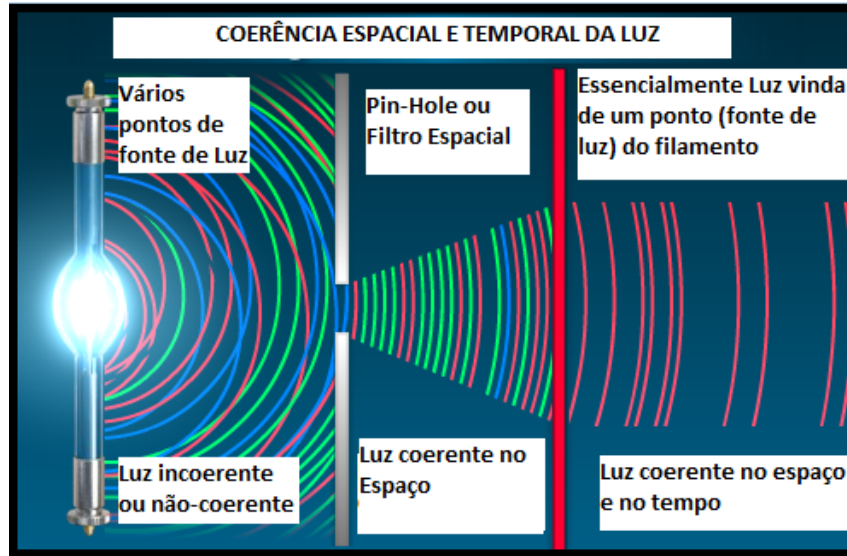 COERÊNCIA ESPACIAL E TEMPORAL DA LUZ
Vários
pontos de
fonte de Luz
Pin-Hole ou
Filtro Espacial
Essencialmente Luz vinda
de um ponto (fonte de
luz) do filamento
Luz incoerente
ou não-coerente
Luz coerente no
Espaço
Luz coerente no espaço
e no tempo